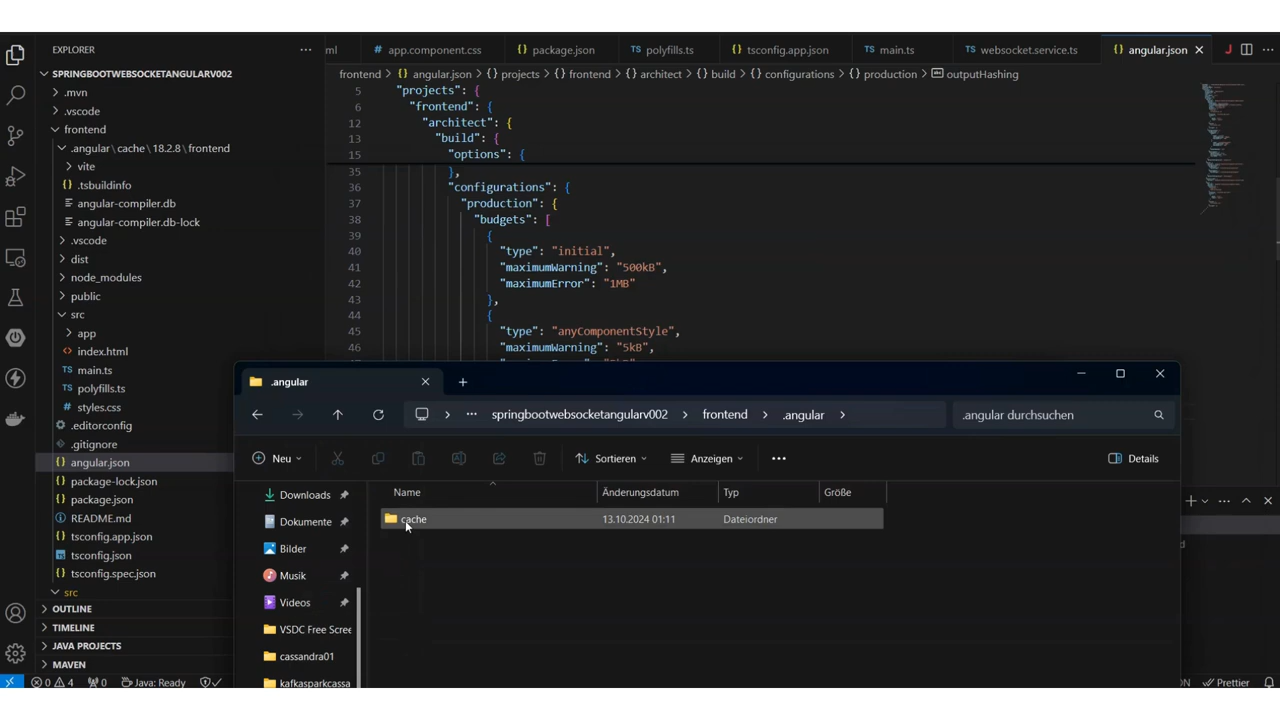 EXPLORER
SPRINGBOOTWEBSOCKETANGULARV002
.mvn
.vscode
frontend
.angular\cache\18.2.8\frontend
vite
.tsbuildinfo
angular-compiler.db
angular-compiler.db-lock
.vscode
dist
node_modules
public
src
app
index.html
main.ts
TS polyfills.ts
styles.css
.editorconfig
.gitignore
angular.json
package-lock.json
package.json
README.md
tsconfig.app.json
tsconfig.json
tsconfig.spec.json
src
OUTLINE
TIMELINE
JAVA PROJECTS
MAVEN
ml # app.component.css {} package.json TS polyfills.ts {} tsconfig.app.json TS main.ts TS websocket.service.ts {} angular.json J
frontend > {} angular.json > {} projects > {} frontend > {} architect > {} build > {} configurations > {} production > outputHashing
5 "projects": {
6 "frontend": {
12 "architect": {
13 "build": {
15 "options": {
35 },
36 "configurations": {
37 "production": {
38 "budgets": [
39 {
40 "type": "initial",
41 "maximumWarning": "500kB",
42 "maximumError": "1MB"
43 },
44 {
45 "type": "anyComponentStyle",
46 "maximumWarning": "5kB",
.angular
springbootwebsocketangularv002 > frontend > .angular >
.angular durchsuchen
Neu
Sortieren
Anzeigen
Details
Name Änderungsdatum Typ Größe
cache 13.10.2024 01:11 Dateiordner
Downloads
Dokumente
Bilder
Musik
Videos
VSDC Free Scree
cassandra01
kafkasparkcassa
0 4 0 Java: Ready
ON Prettier